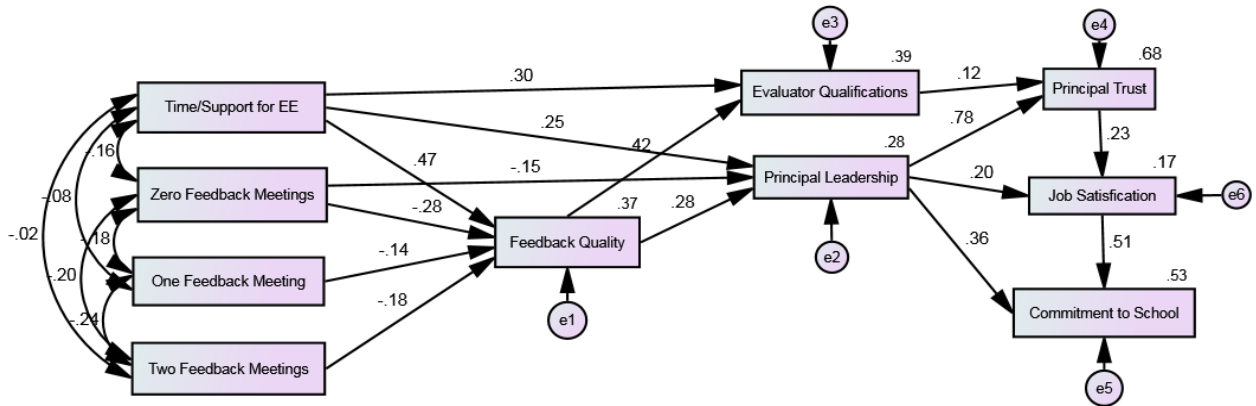 e3
e4
.39
.68
.30
Time/Support for EE
Evaluator Qualifications
.12
Principal Trust
.25
.42
.78
.23
-.16
.47
-.15
.28
.17
Zero Feedback Meetings
Principal Leadership
.20
Job Satisfication
e6
-.08
-.28
.37
.28
-.02
-.18
Feedback Quality
.36
.51
-.14
e2
-.20
One Feedback Meeting
.53
-.18
-.24
e1
Commitment to School
Two Feedback Meetings
e5